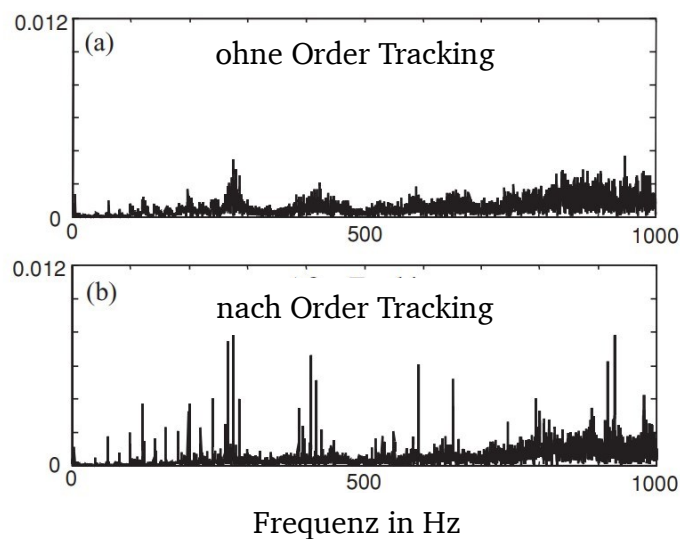 0.012
(a)
ohne Order Tracking
0
0
500
1000
0.012
(b)
nach Order Tracking
0
0
500
1000
Frequenz in Hz